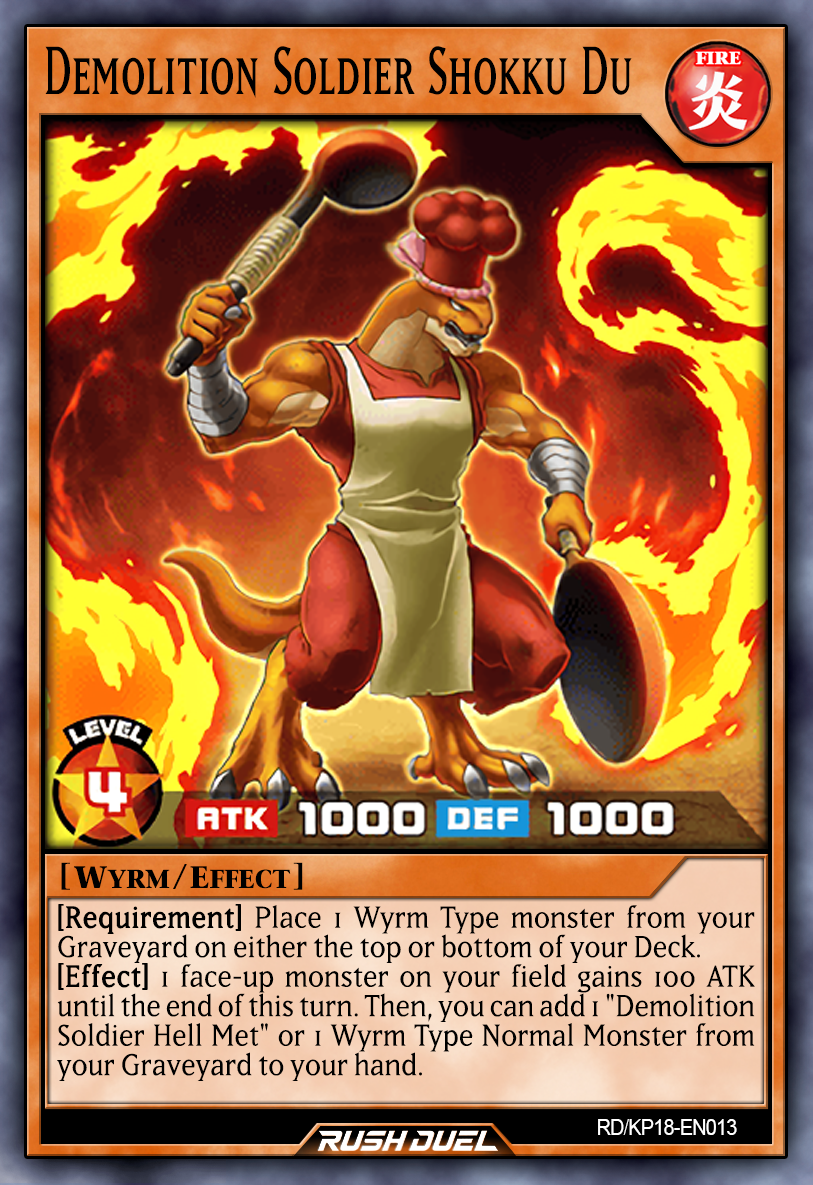 Demolition Soldier Shokku Du
FIRE
炎
LEVEL
4
ATK 1000 DEF 1000
[Wyrm/Effect]
[Requirement] Place 1 Wyrm Type monster from your
Graveyard on either the top or bottom of your Deck.
[Effect] 1 face-up monster on your field gains 100 ATK
until the end of this turn. Then, you can add 1 "Demolition
Soldier Hell Met" or 1 Wyrm Type Normal Monster from
your Graveyard to your hand.
RUSH DUEL
RD/KP18-EN013